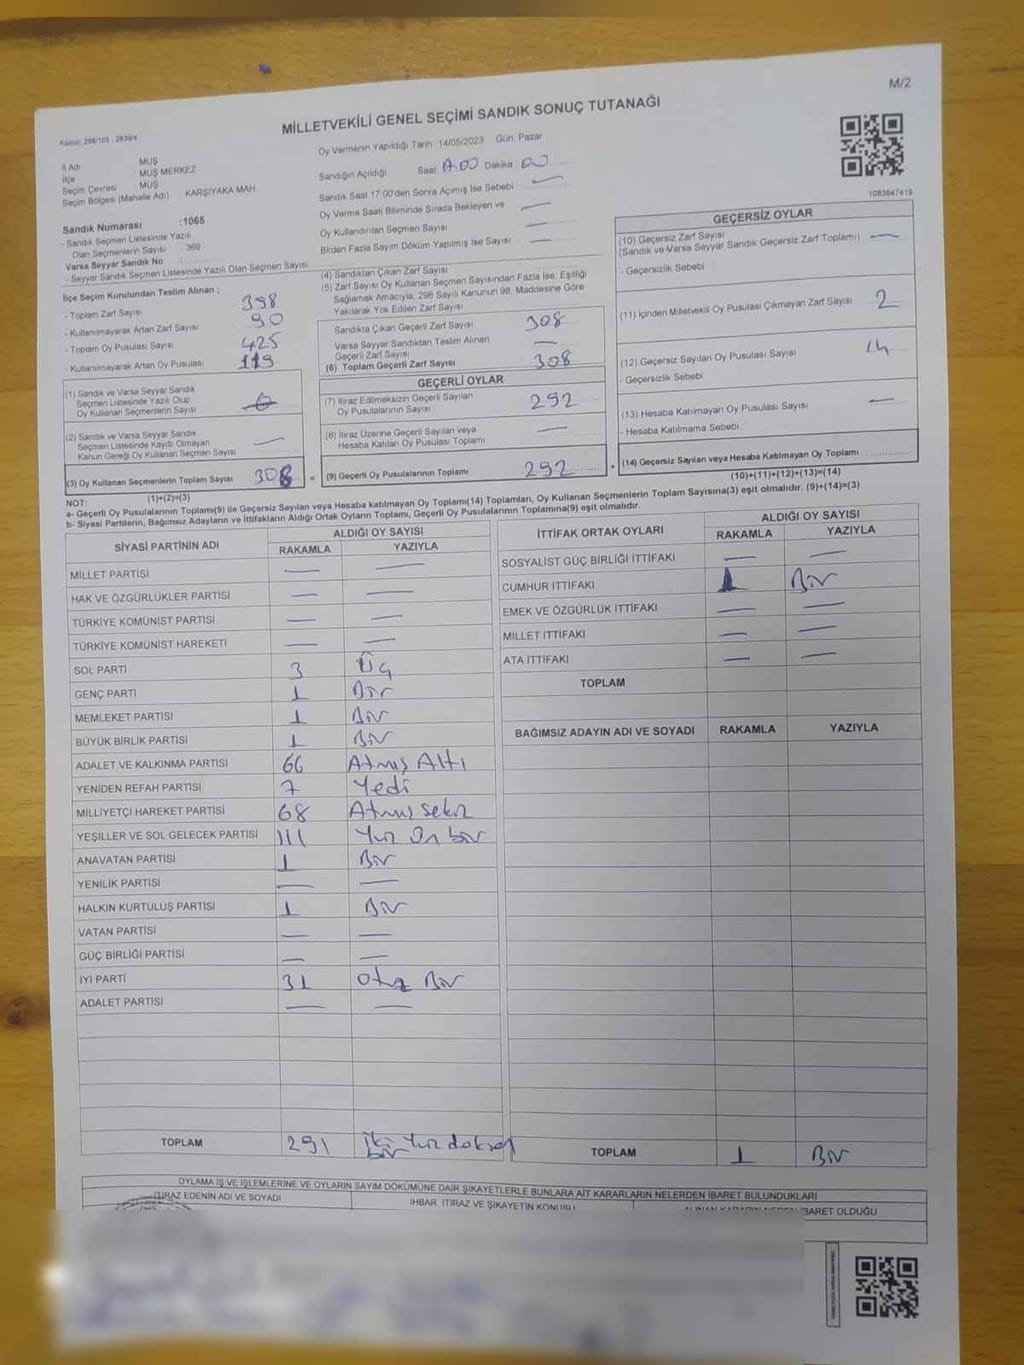 M/2
MİLLETVEKİLİ GENEL SEÇİMİ SANDIK SONUÇ TUTANAĞI
Kanun: 298/105 , 2839/4
İl Adı MUŞ
İlçe MUŞ MERKEZ
Seçim Çevresi MUŞ
Seçim Bölgesi (Mahalle Adı) KARŞIYAKA MAH.
Sandık Numarası :1065
- Sandık Seçmen Listesinde Yazılı
Olan Seçmenlerin Sayısı : 369
Varsa Seyyar Sandık No
- Seyyar Sandık Seçmen Listesinde Yazılı Olan Seçmen Sayısı
İlçe Seçim Kurulundan Teslim Alınan ;
- Toplam Zarf Sayısı 398
- Kullanılmayarak Artan Zarf Sayısı 90
- Toplam Oy Pusulası Sayısı 425
- Kullanılmayarak Artan Oy Pusulası
(1) Sandık ve Varsa Seyyar Sandık
Seçmen Listesinde Yazılı Olup
Oy Kullanan Seçmenlerin Sayısı
(2) Sandık ve Varsa Seyyar Sandık
Seçmen Listesinde Kayıtlı Olmayan
Kanun Gereği Oy Kullanan Seçmen Sayısı —
(3) Oy Kullanan Seçmenlerin Toplam Sayısı 308
(1)+(2)=(3)
Oy Vermenin Yapıldığı Tarih : 14/05/2023 Gün: Pazar
Sandığın Açıldığı Saat 17.00 Dakika 00
Sandık Saat 17:00'den Sonra Açımış İse Sebebi —
Oy Verme Saati Bitiminde Sırada Bekleyen ve
Oy Kullandırılan Seçmen Sayısı —
Birden Fazla Sayım Döküm Yapılmış İse Sayısı —
(4) Sandıktan Çıkan Zarf Sayısı
(5) Zarf Sayısı Oy Kullanan Seçmen Sayısından Fazla İse, Eşitliği
Sağlamak Amacıyla, 298 Sayılı Kanunun 98. Maddesine Göre
Yakılarak Yok Edilen Zarf Sayısı
Sandıkta Çıkan Geçerli Zarf Sayısı 308
Varsa Seyyar Sandıktan Teslim Alınan
Geçerli Zarf Sayısı —
(6) Toplam Geçerli Zarf Sayısı 308
GEÇERLİ OYLAR
(7) İtiraz Edilmeksizin Geçerli Sayılan
Oy Pusulalarının Sayısı 292
(8) İtiraz Üzerine Geçerli Sayılan veya
Hesaba Katılan Oy Pusulası Toplamı —
(9) Geçerli Oy Pusulalarının Toplamı 292
1083647419
GEÇERSİZ OYLAR
(10) Geçersiz Zarf Sayısı
(Sandık ve Varsa Seyyar Sandık Geçersiz Zarf Toplamı) —
- Geçersizlik Sebebi
(11) İçinden Milletvekili Oy Pusulası Çıkmayan Zarf Sayısı 2
(12) Geçersiz Sayılan Oy Pusulası Sayısı 14
- Geçersizlik Sebebi
(13) Hesaba Katılmayan Oy Pusulası Sayısı —
- Hesaba Katılmama Sebebi :
(14) Geçersiz Sayılan veya Hesaba Katılmayan Oy Toplamı
(10)+(11)+(12)+(13)=(14)
NOT:
a- Geçerli Oy Pusulalarının Toplamı(9) ile Geçersiz Sayılan veya Hesaba katılmayan Oy Toplamı(14) Toplamları, Oy Kullanan Seçmenlerin Toplam Sayısına(3) eşit olmalıdır. (9)+(14)=(3)
b- Siyasi Partilerin, Bağımsız Adayların ve İttifakların Aldığı Ortak Oyların Toplamı, Geçerli Oy Pusulalarının Toplamına(9) eşit olmalıdır.
SİYASİ PARTİNİN ADI ALDIĞI OY SAYISI
RAKAMLA YAZIYLA
MİLLET PARTİSİ — —
HAK VE ÖZGÜRLÜKLER PARTİSİ — —
TÜRKİYE KOMÜNİST PARTİSİ — —
TÜRKİYE KOMÜNİST HAREKETİ — —
SOL PARTİ 3 Üç
GENÇ PARTİ 1 Bir
MEMLEKET PARTİSİ 1 Bir
BÜYÜK BİRLİK PARTİSİ 1 Bir
ADALET VE KALKINMA PARTİSİ 66 Atmış Altı
YENİDEN REFAH PARTİSİ 7 Yedi
MİLLİYETÇİ HAREKET PARTİSİ 68 Atmış sekiz
YEŞİLLER VE SOL GELECEK PARTİSİ 111 Yüz On bir
ANAVATAN PARTİSİ 1 Bir
YENİLİK PARTİSİ — —
HALKIN KURTULUŞ PARTİSİ 1 Bir
VATAN PARTİSİ — —
GÜÇ BİRLİĞİ PARTİSİ — —
İYİ PARTİ 31 Otuz Bir
ADALET PARTİSİ — —
TOPLAM 291 İki Yüz doksan bir
İTTİFAK ORTAK OYLARI ALDIĞI OY SAYISI
RAKAMLA YAZIYLA
SOSYALİST GÜÇ BİRLİĞİ İTTİFAKI — —
CUMHUR İTTİFAKI 1 Bir
EMEK VE ÖZGÜRLÜK İTTİFAKI — —
MİLLET İTTİFAKI — —
ATA İTTİFAKI — —
TOPLAM
BAĞIMSIZ ADAYIN ADI VE SOYADI RAKAMLA YAZIYLA
TOPLAM 1 Bir
OYLAMA İŞ VE İŞLEMLERİNE VE OYLARIN SAYIM DÖKÜMÜNE DAİR ŞİKAYETLERLE BUNLARA AİT KARARLARIN NELERDEN İBARET BULUNDUKLARI
İTİRAZ EDENİN ADI VE SOYADI İHBAR, İTİRAZ VE ŞİKAYETİN KONUSU İBARET OLDUĞU